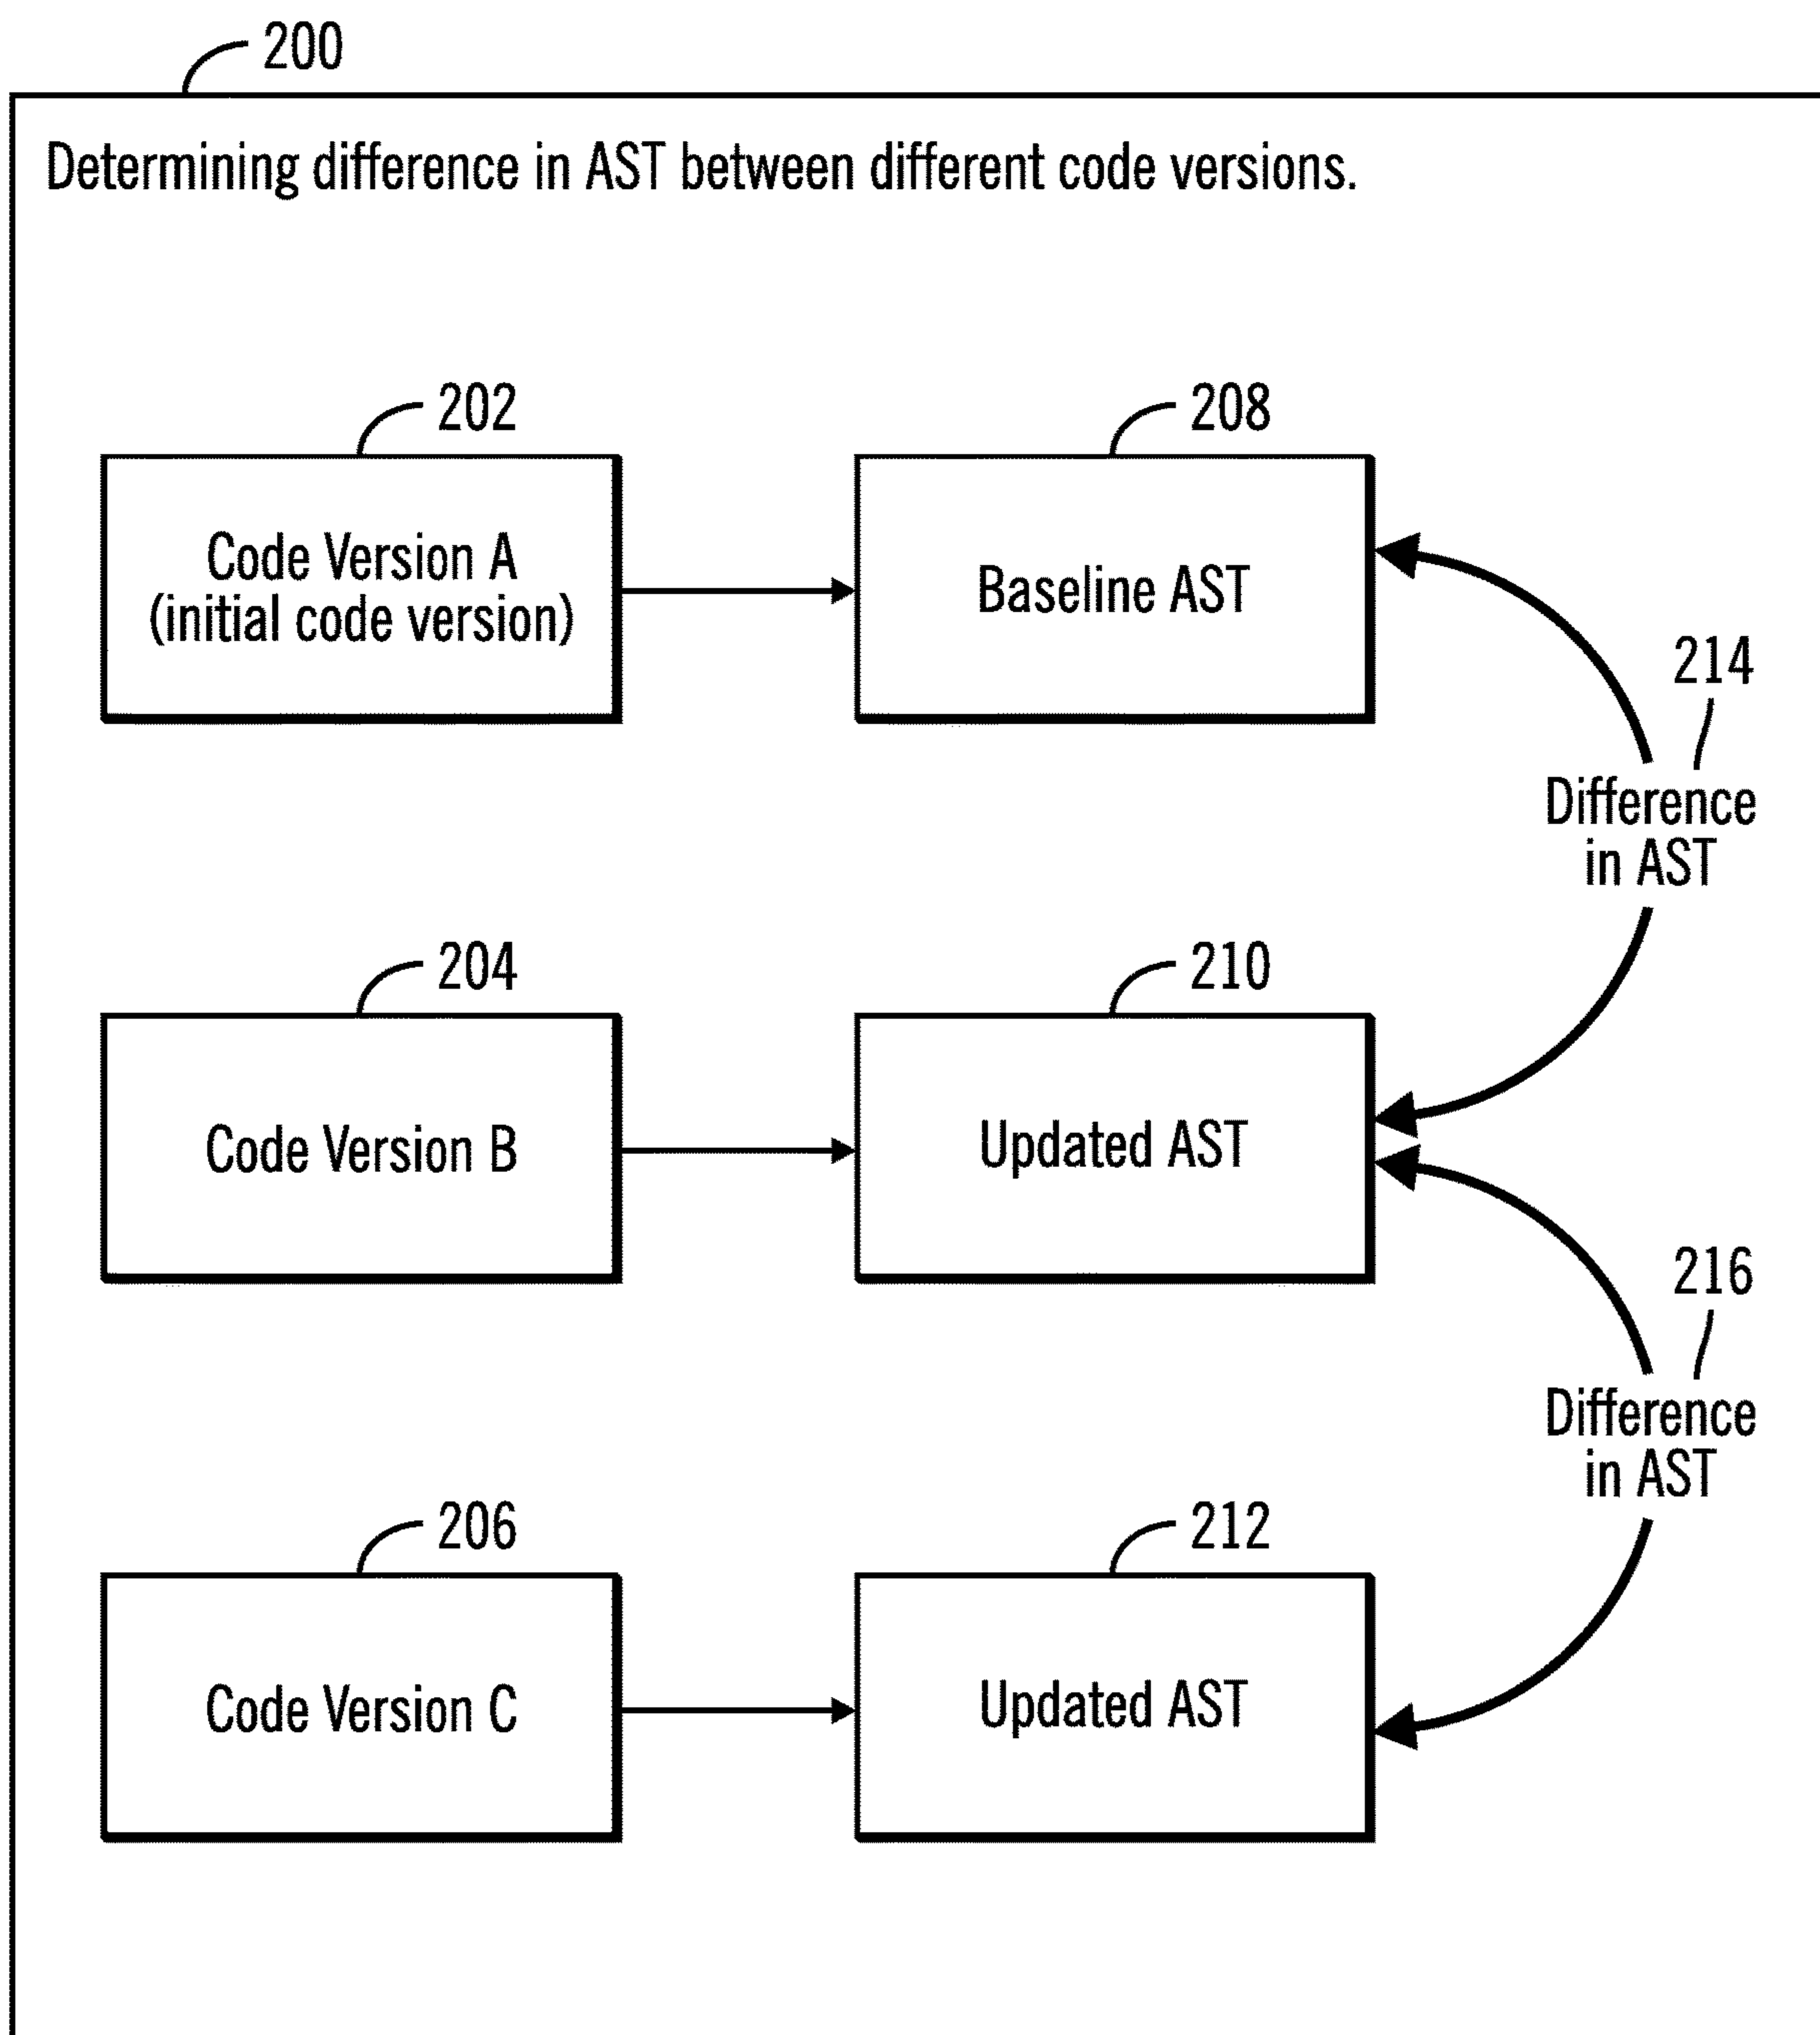 200
Determining difference in AST between different code versions.
202
208
Code Version A
(initial code version)
Baseline AST
214
Difference
in AST
204
210
Code Version B
Updated AST
216
Difference
in AST
206
212
Code Version C
Updated AST